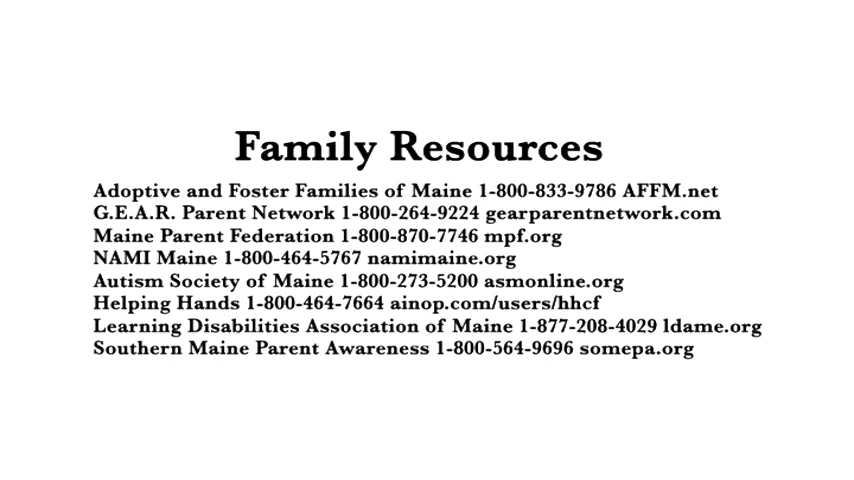 Family Resources
Adoptive and Foster Families of Maine 1-800-833-9786 AFFM.net
G.E.A.R. Parent Network 1-800-264-9224 gearparentnetwork.com
Maine Parent Federation 1-800-870-7746 mpf.org
NAMI Maine 1-800-464-5767 namimaine.org
Autism Society of Maine 1-800-273-5200 asmonline.org
Helping Hands 1-800-464-7664 ainop.com/users/hhcf
Learning Disabilities Association of Maine 1-877-208-4029 ldame.org
Southern Maine Parent Awareness 1-800-564-9696 somepa.org